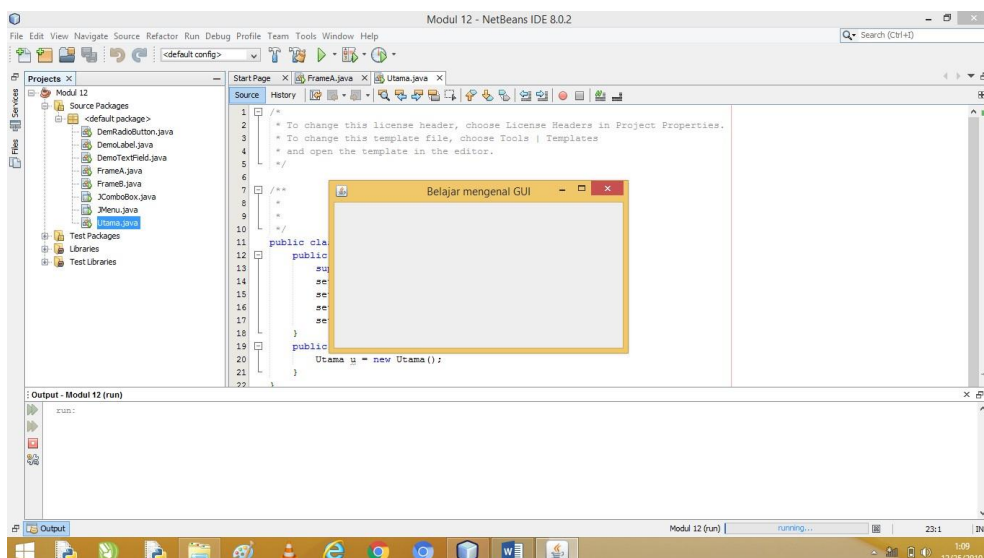 Modul 12 - NetBeans IDE 8.0.2
File Edit View Navigate Source Refactor Run Debug Profile Team Tools Window Help
Search (Ctrl+I)
<default config>
Projects
Services
Files
Modul 12
Source Packages
<default package>
DemRadioButton.java
DemoLabel.java
DemoTextField.java
FrameA.java
FrameB.java
JComboBox.java
JMenu.java
Utama.java
Test Packages
Libraries
Test Libraries
Start Page FrameA.java Utama.java
Source History
1 /*
2 * To change this license header, choose License Headers in Project Properties.
3 * To change this template file, choose Tools | Templates
4 * and open the template in the editor.
5 */
6
7 /**
8 *
9 *
10 */
11 public cla
12 public
13 su
14 se
15 se
16 se
17 se
18 }
19 public
20 Utama u = new Utama();
21 }
22 }
Belajar mengenal GUI
Output - Modul 12 (run)
run:
Output
Modul 12 (run) running... 23:1 IN
1:09